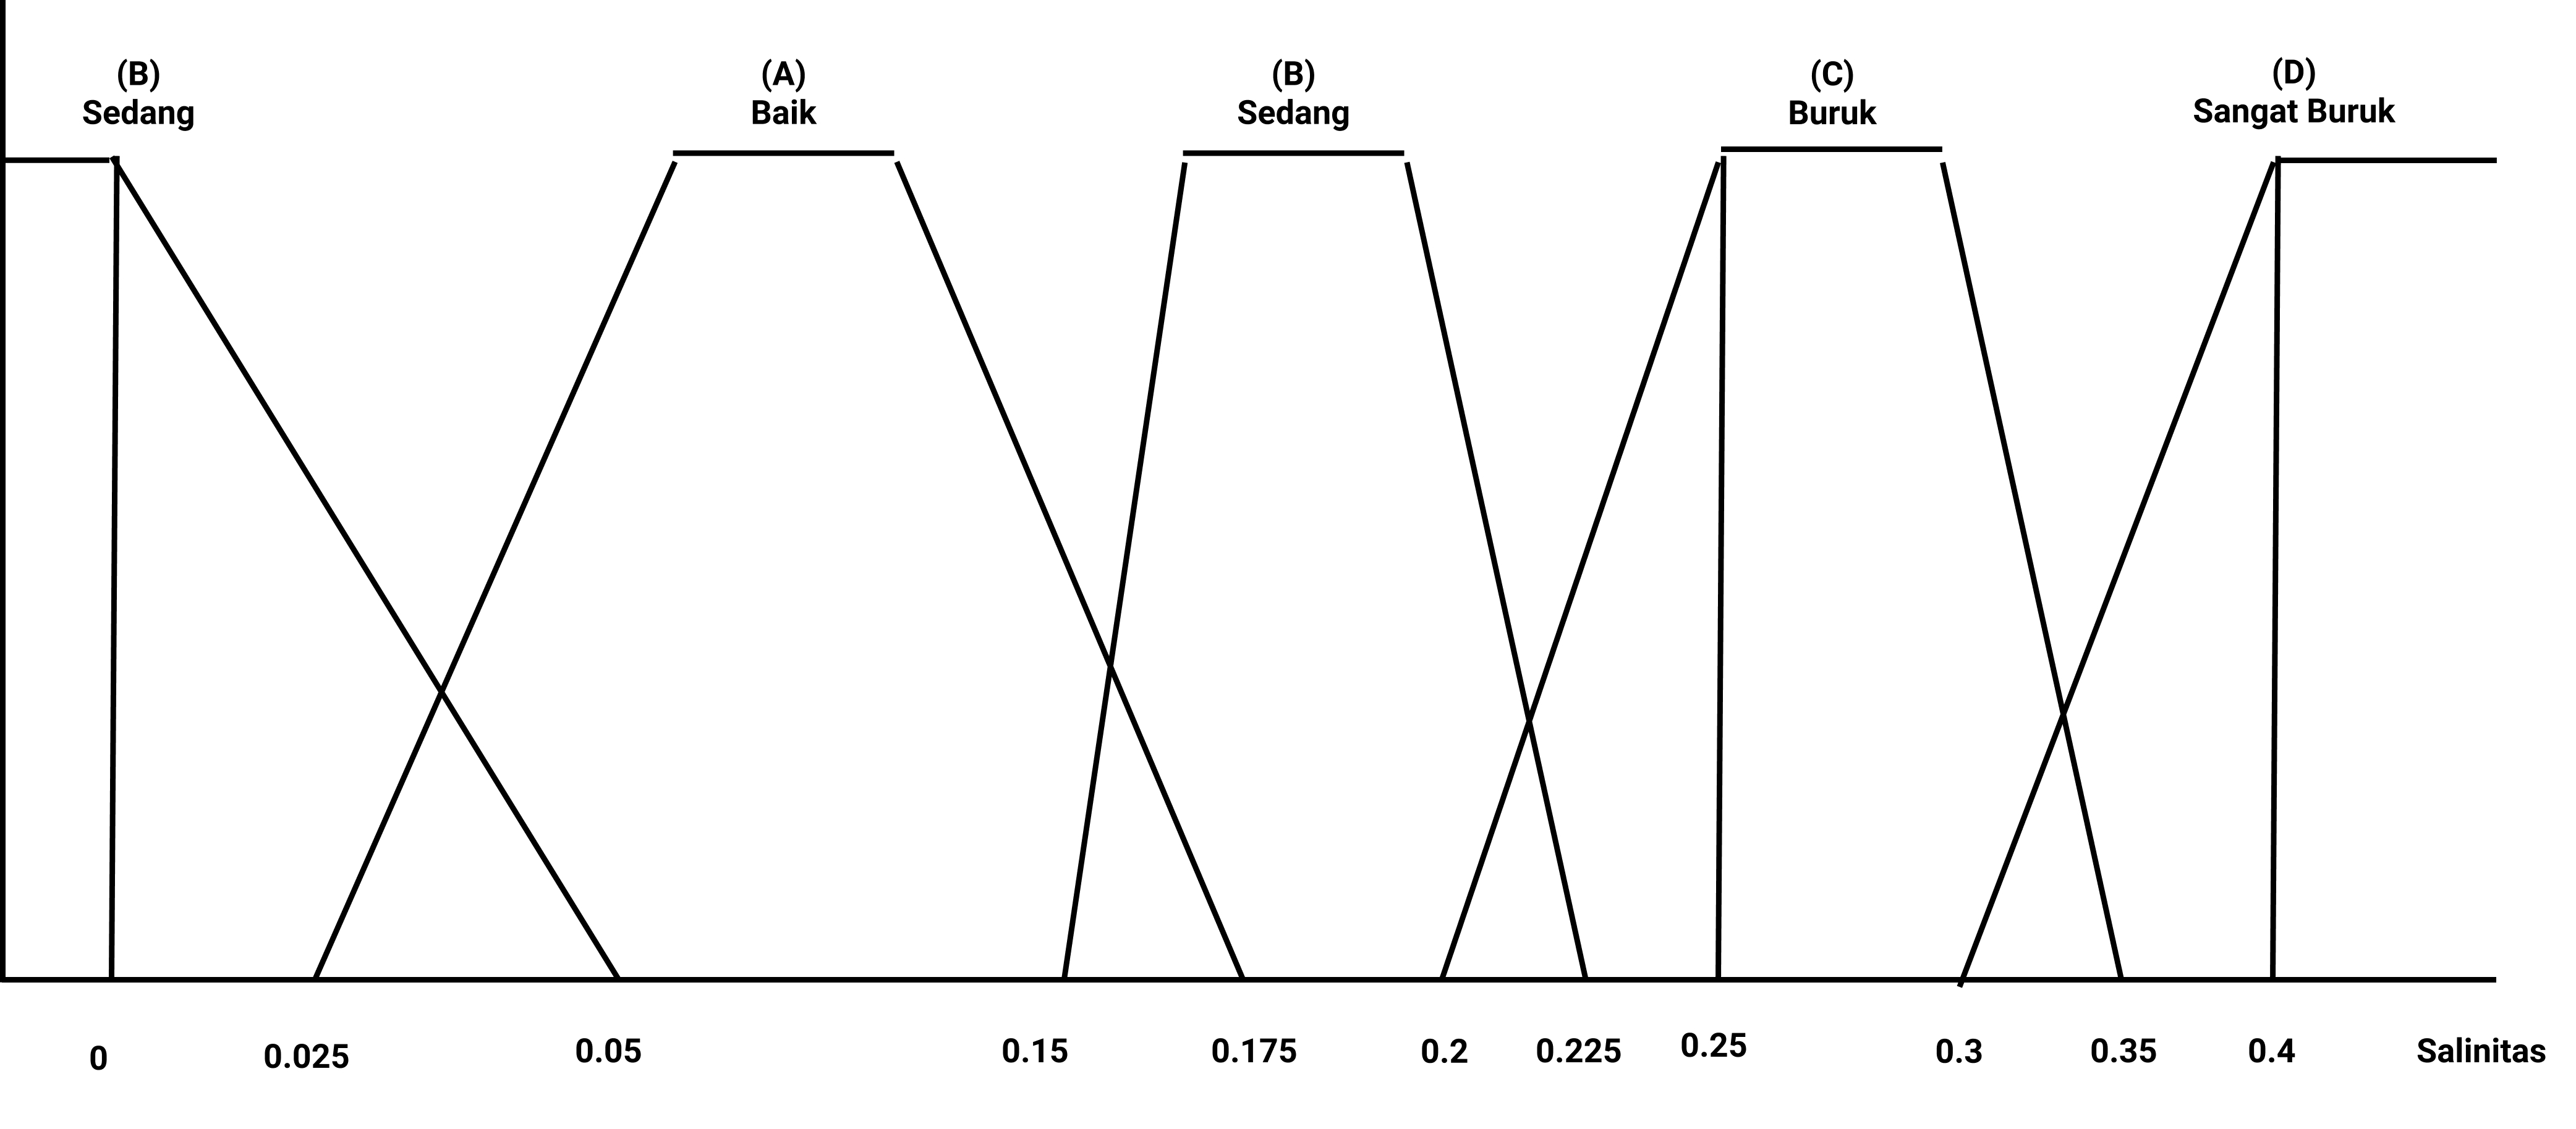 (B)
Sedang
(A)
Baik
(B)
Sedang
(C)
Buruk
(D)
Sangat Buruk
0
0.025
0.05
0.15
0.175
0.2
0.225
0.25
0.3
0.35
0.4
Salinitas